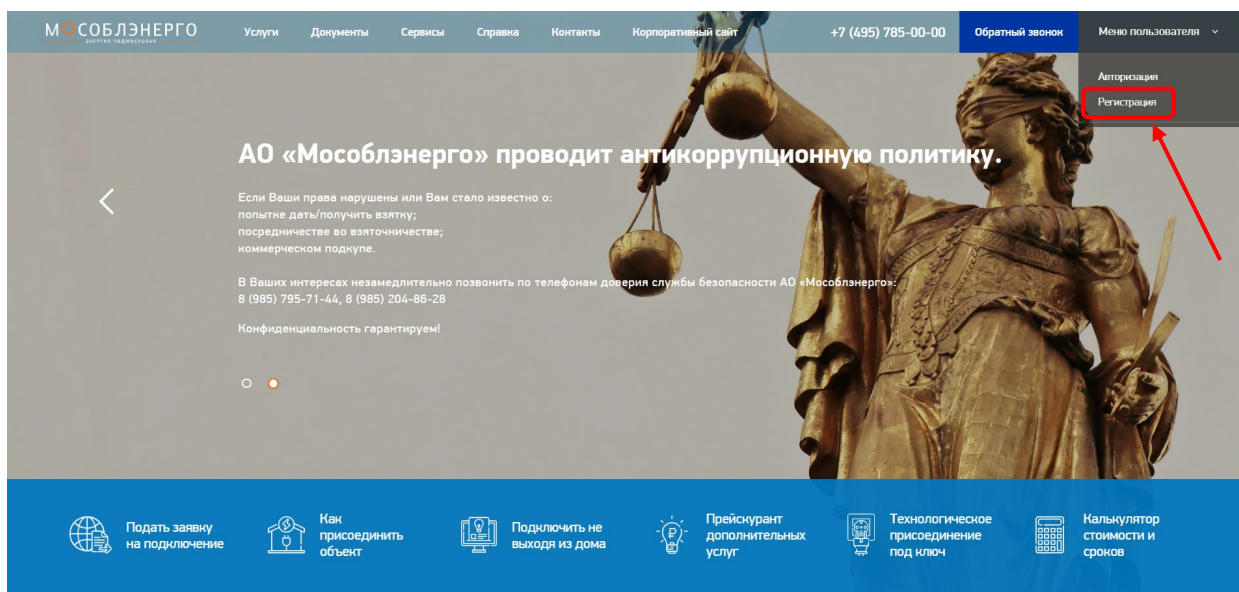 МОСОБЛЭНЕРГО
ЭНЕРГИЯ ПОДМОСКОВЬЯ
Услуги Документы Сервисы Справка Контакты Корпоративный сайт +7 (495) 785-00-00 Обратный звонок Меню пользователя
Авторизация
Регистрация
АО «Мособлэнерго» проводит антикоррупционную политику.
Если Ваши права нарушены или Вам стало известно о:
попытке дать/получить взятку;
посредничестве во взяточничестве;
коммерческом подкупе.
В Ваших интересах незамедлительно позвонить по телефонам доверия службы безопасности АО «Мособлэнерго»:
8 (985) 795-71-44, 8 (985) 204-86-28
Конфиденциальность гарантируем!
Подать заявку
на подключение
Как
присоединить
объект
Подключить не
выходя из дома
Прейскурант
дополнительных
услуг
Технологическое
присоединение
под ключ
Калькулятор
стоимости и
сроков